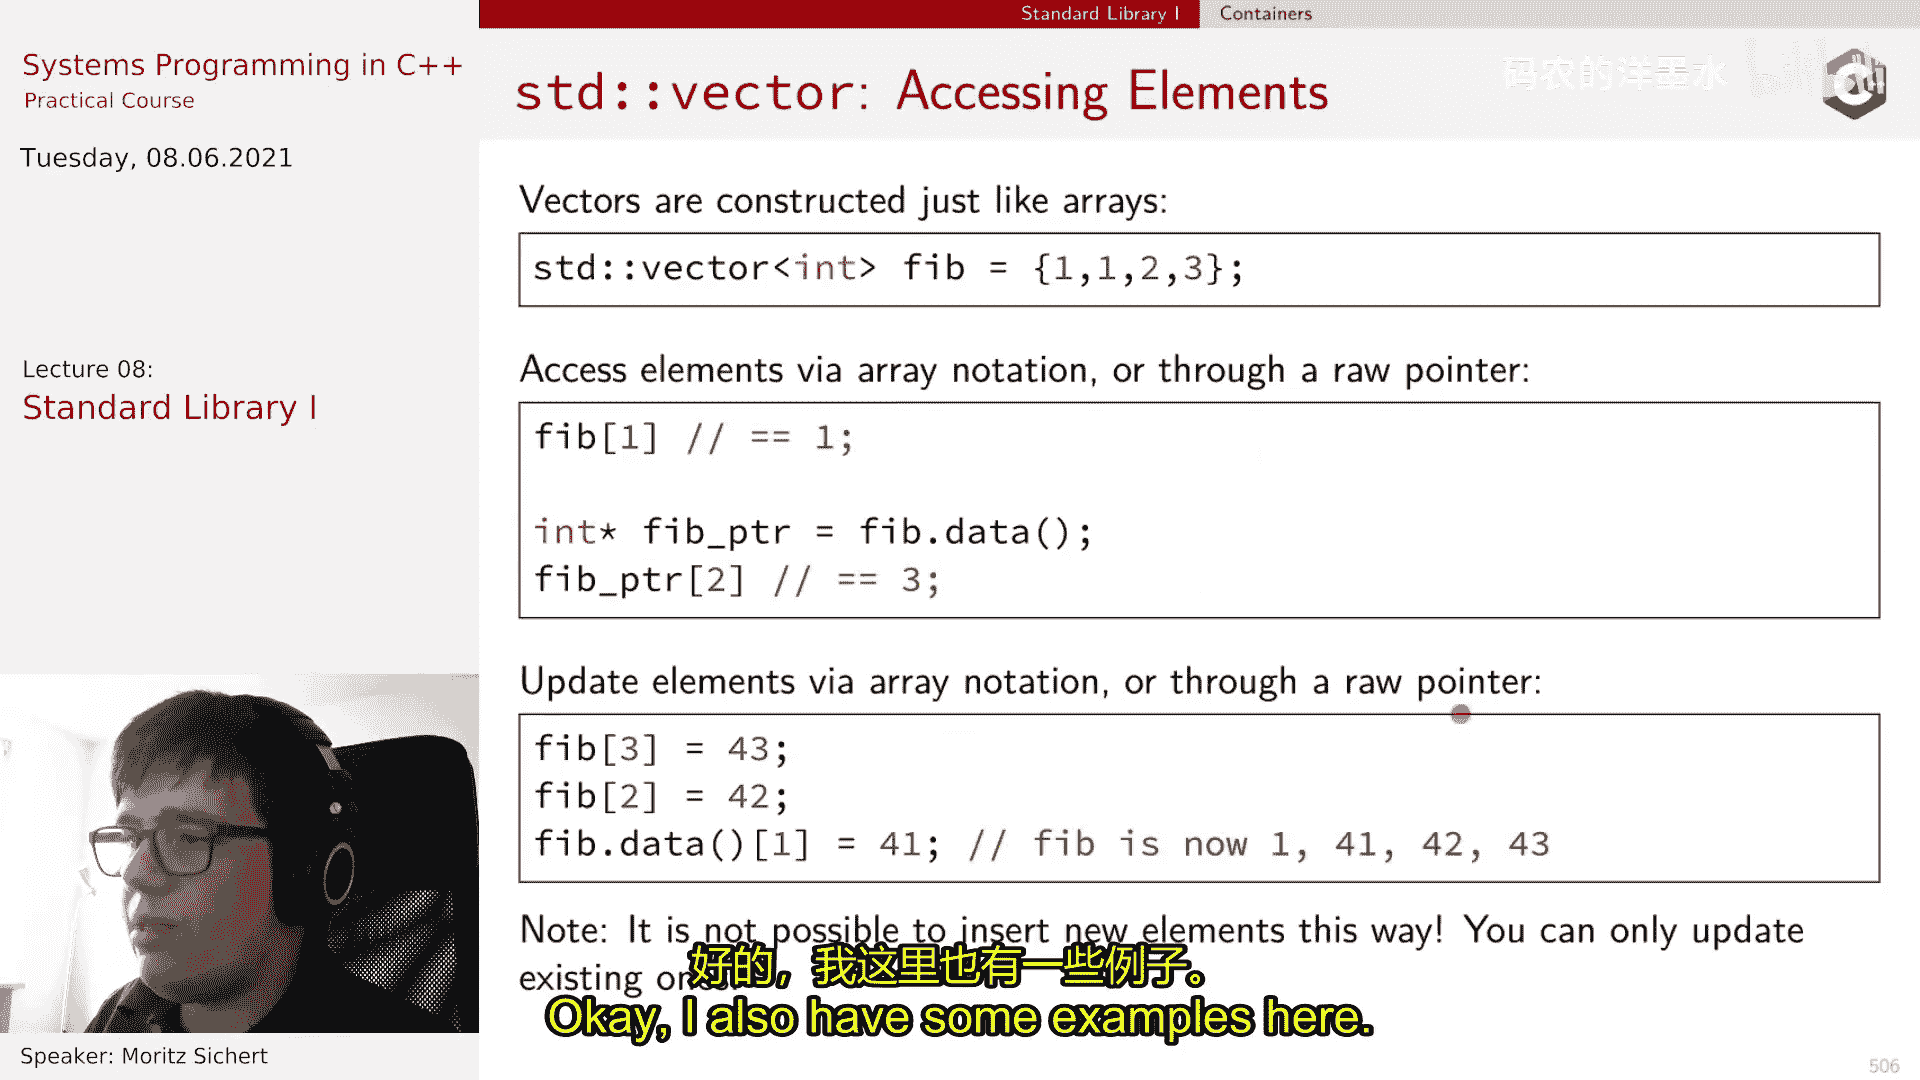 Standard Library I
Containers
Systems Programming in C++
Practical Course
Tuesday, 08.06.2021
Lecture 08:
Standard Library I
Speaker: Moritz Sichert
std::vector: Accessing Elements
码农的洋墨水
Vectors are constructed just like arrays:
std::vector<int> fib = {1,1,2,3};
Access elements via array notation, or through a raw pointer:
fib[1] // == 1;
int* fib_ptr = fib.data();
fib_ptr[2] // == 3;
Update elements via array notation, or through a raw pointer:
fib[3] = 43;
fib[2] = 42;
fib.data()[1] = 41; // fib is now 1, 41, 42, 43
Note: It is not possible to insert new elements this way! You can only update
existing
好的，我这里也有一些例子。
Okay, I also have some examples here.
506